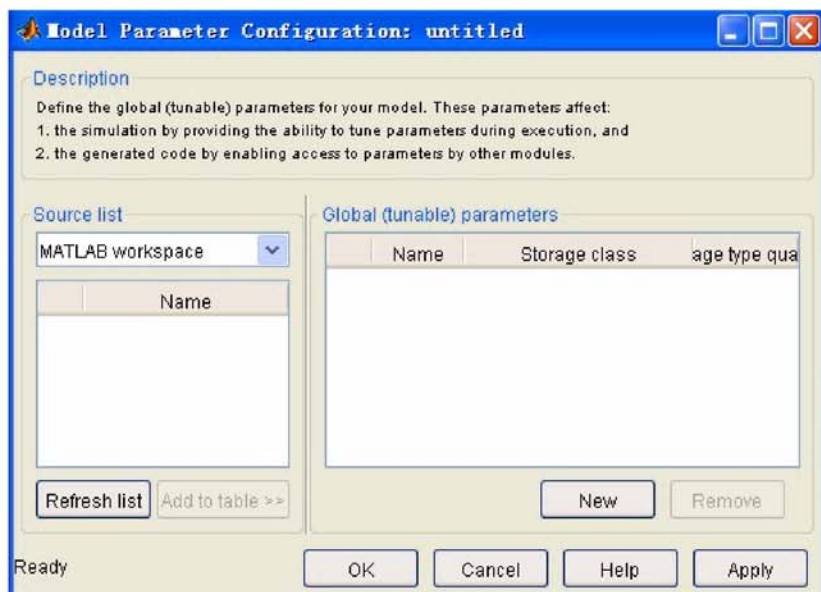 Model Parameter Configuration: untitled
Description
Define the global (tunable) parameters for your model. These parameters affect:
1. the simulation by providing the ability to tune parameters during execution, and
2. the generated code by enabling access to parameters by other modules.
Source list
MATLAB workspace
Name
Refresh list
Add to table >>
Global (tunable) parameters
Name Storage class age type qua
New
Remove
Ready
OK
Cancel
Help
Apply